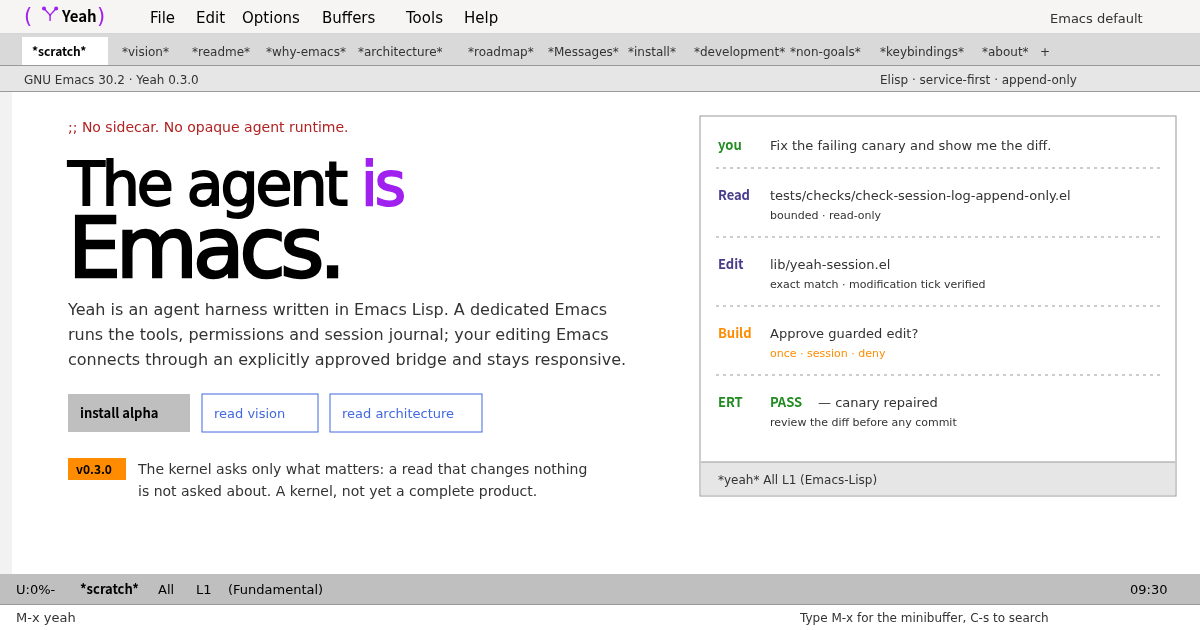 ( Yeah) File Edit Options Buffers Tools Help Emacs default
*scratch* *vision* *readme* *why-emacs* *architecture* *roadmap* *Messages* *install* *development* *non-goals* *keybindings* *about* +
GNU Emacs 30.2 · Yeah 0.3.0 Elisp · service-first · append-only
;; No sidecar. No opaque agent runtime.
The agent is
Emacs.
Yeah is an agent harness written in Emacs Lisp. A dedicated Emacs
runs the tools, permissions and session journal; your editing Emacs
connects through an explicitly approved bridge and stays responsive.
install alpha read vision read architecture
v0.3.0 The kernel asks only what matters: a read that changes nothing
is not asked about. A kernel, not yet a complete product.
you Fix the failing canary and show me the diff.
Read tests/checks/check-session-log-append-only.el
bounded · read-only
Edit lib/yeah-session.el
exact match · modification tick verified
Build Approve guarded edit?
once · session · deny
ERT PASS — canary repaired
review the diff before any commit
*yeah* All L1 (Emacs-Lisp)
U:0%- *scratch* All L1 (Fundamental) 09:30
M-x yeah Type M-x for the minibuffer, C-s to search